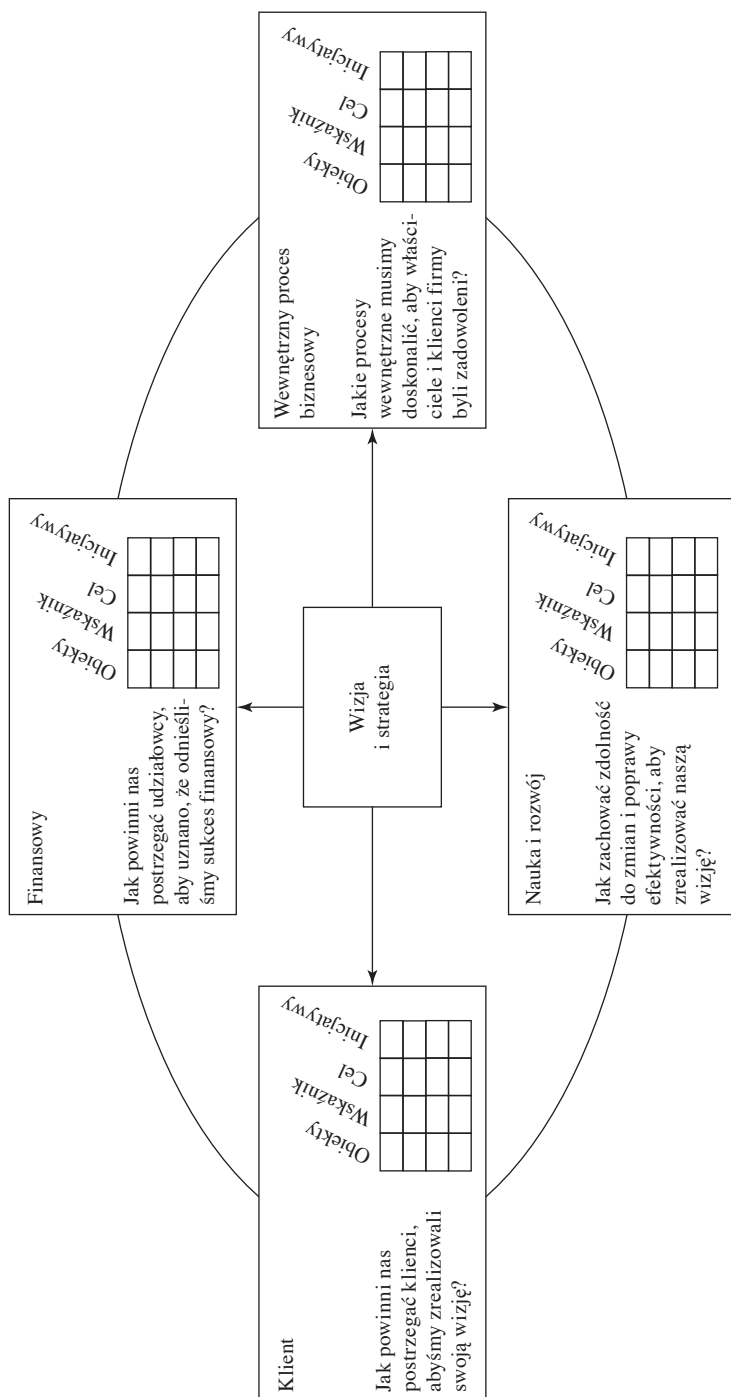 Finansowy
Jak powinni nas
postrzegać udziałowcy,
aby uznano, że odnieśli-
śmy sukces finansowy?
Obiekty
Wskaźnik
Cel
Inicjatywy
Klient
Jak powinni nas
postrzegać klienci,
abyśmy zrealizowali
swoją wizję?
Obiekty
Wskaźnik
Cel
Inicjatywy
Wizja
i strategia
Wewnętrzny proces
biznesowy
Jakie procesy
wewnętrzne musimy
doskonalić, aby właści-
ciele i klienci firmy
byli zadowoleni?
Obiekty
Wskaźnik
Cel
Inicjatywy
Nauka i rozwój
Jak zachować zdolność
do zmian i poprawy
efektywności, aby
zrealizować naszą
wizję?
Obiekty
Wskaźnik
Cel
Inicjatywy